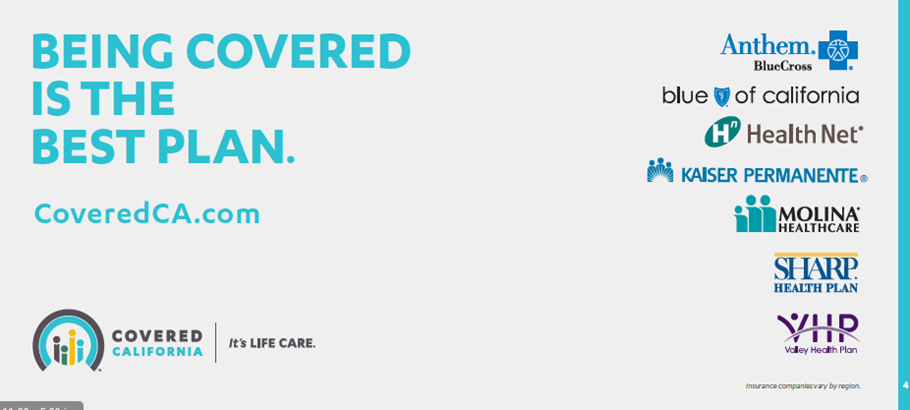 BEING COVERED
IS THE
BEST PLAN.
CoveredCA.com
COVERED
CALIFORNIA
It's LIFE CARE.
Anthem.
BlueCross
blue of california
Hn Health Net
KAISER PERMANENTE®
MOLINA
HEALTHCARE
SHARP
HEALTH PLAN
VHP
Valley Health Plan
Insurance companies vary by region.
4